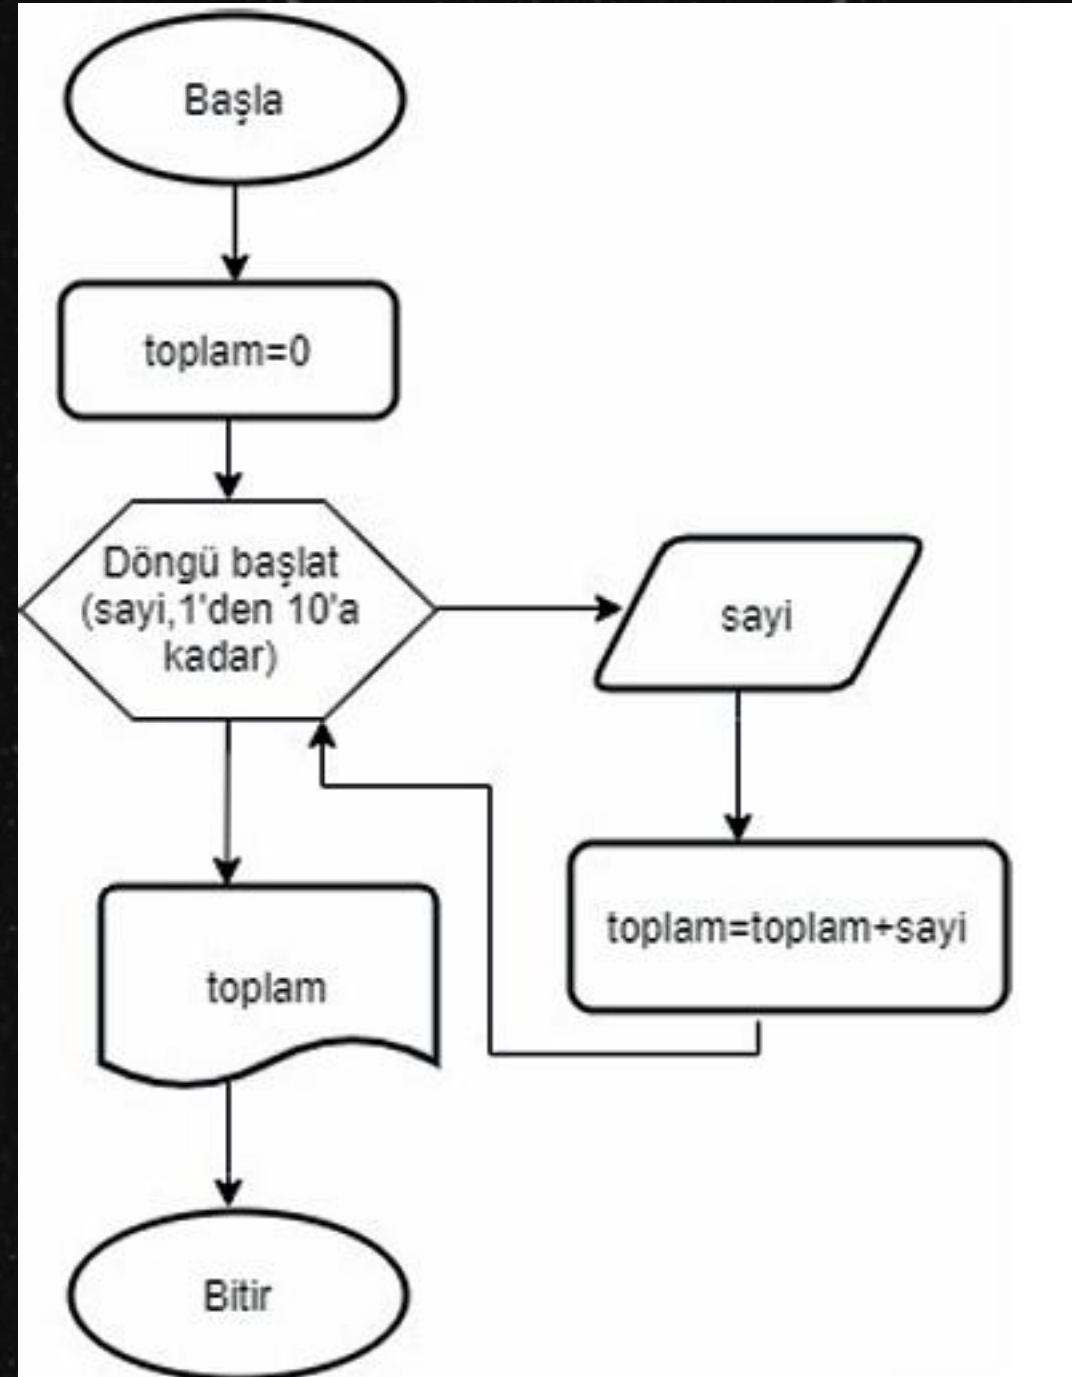 Başla
toplam=0
Döngü başlat
(sayi,1'den 10'a
kadar)
sayi
toplam=toplam+sayi
toplam
Bitir